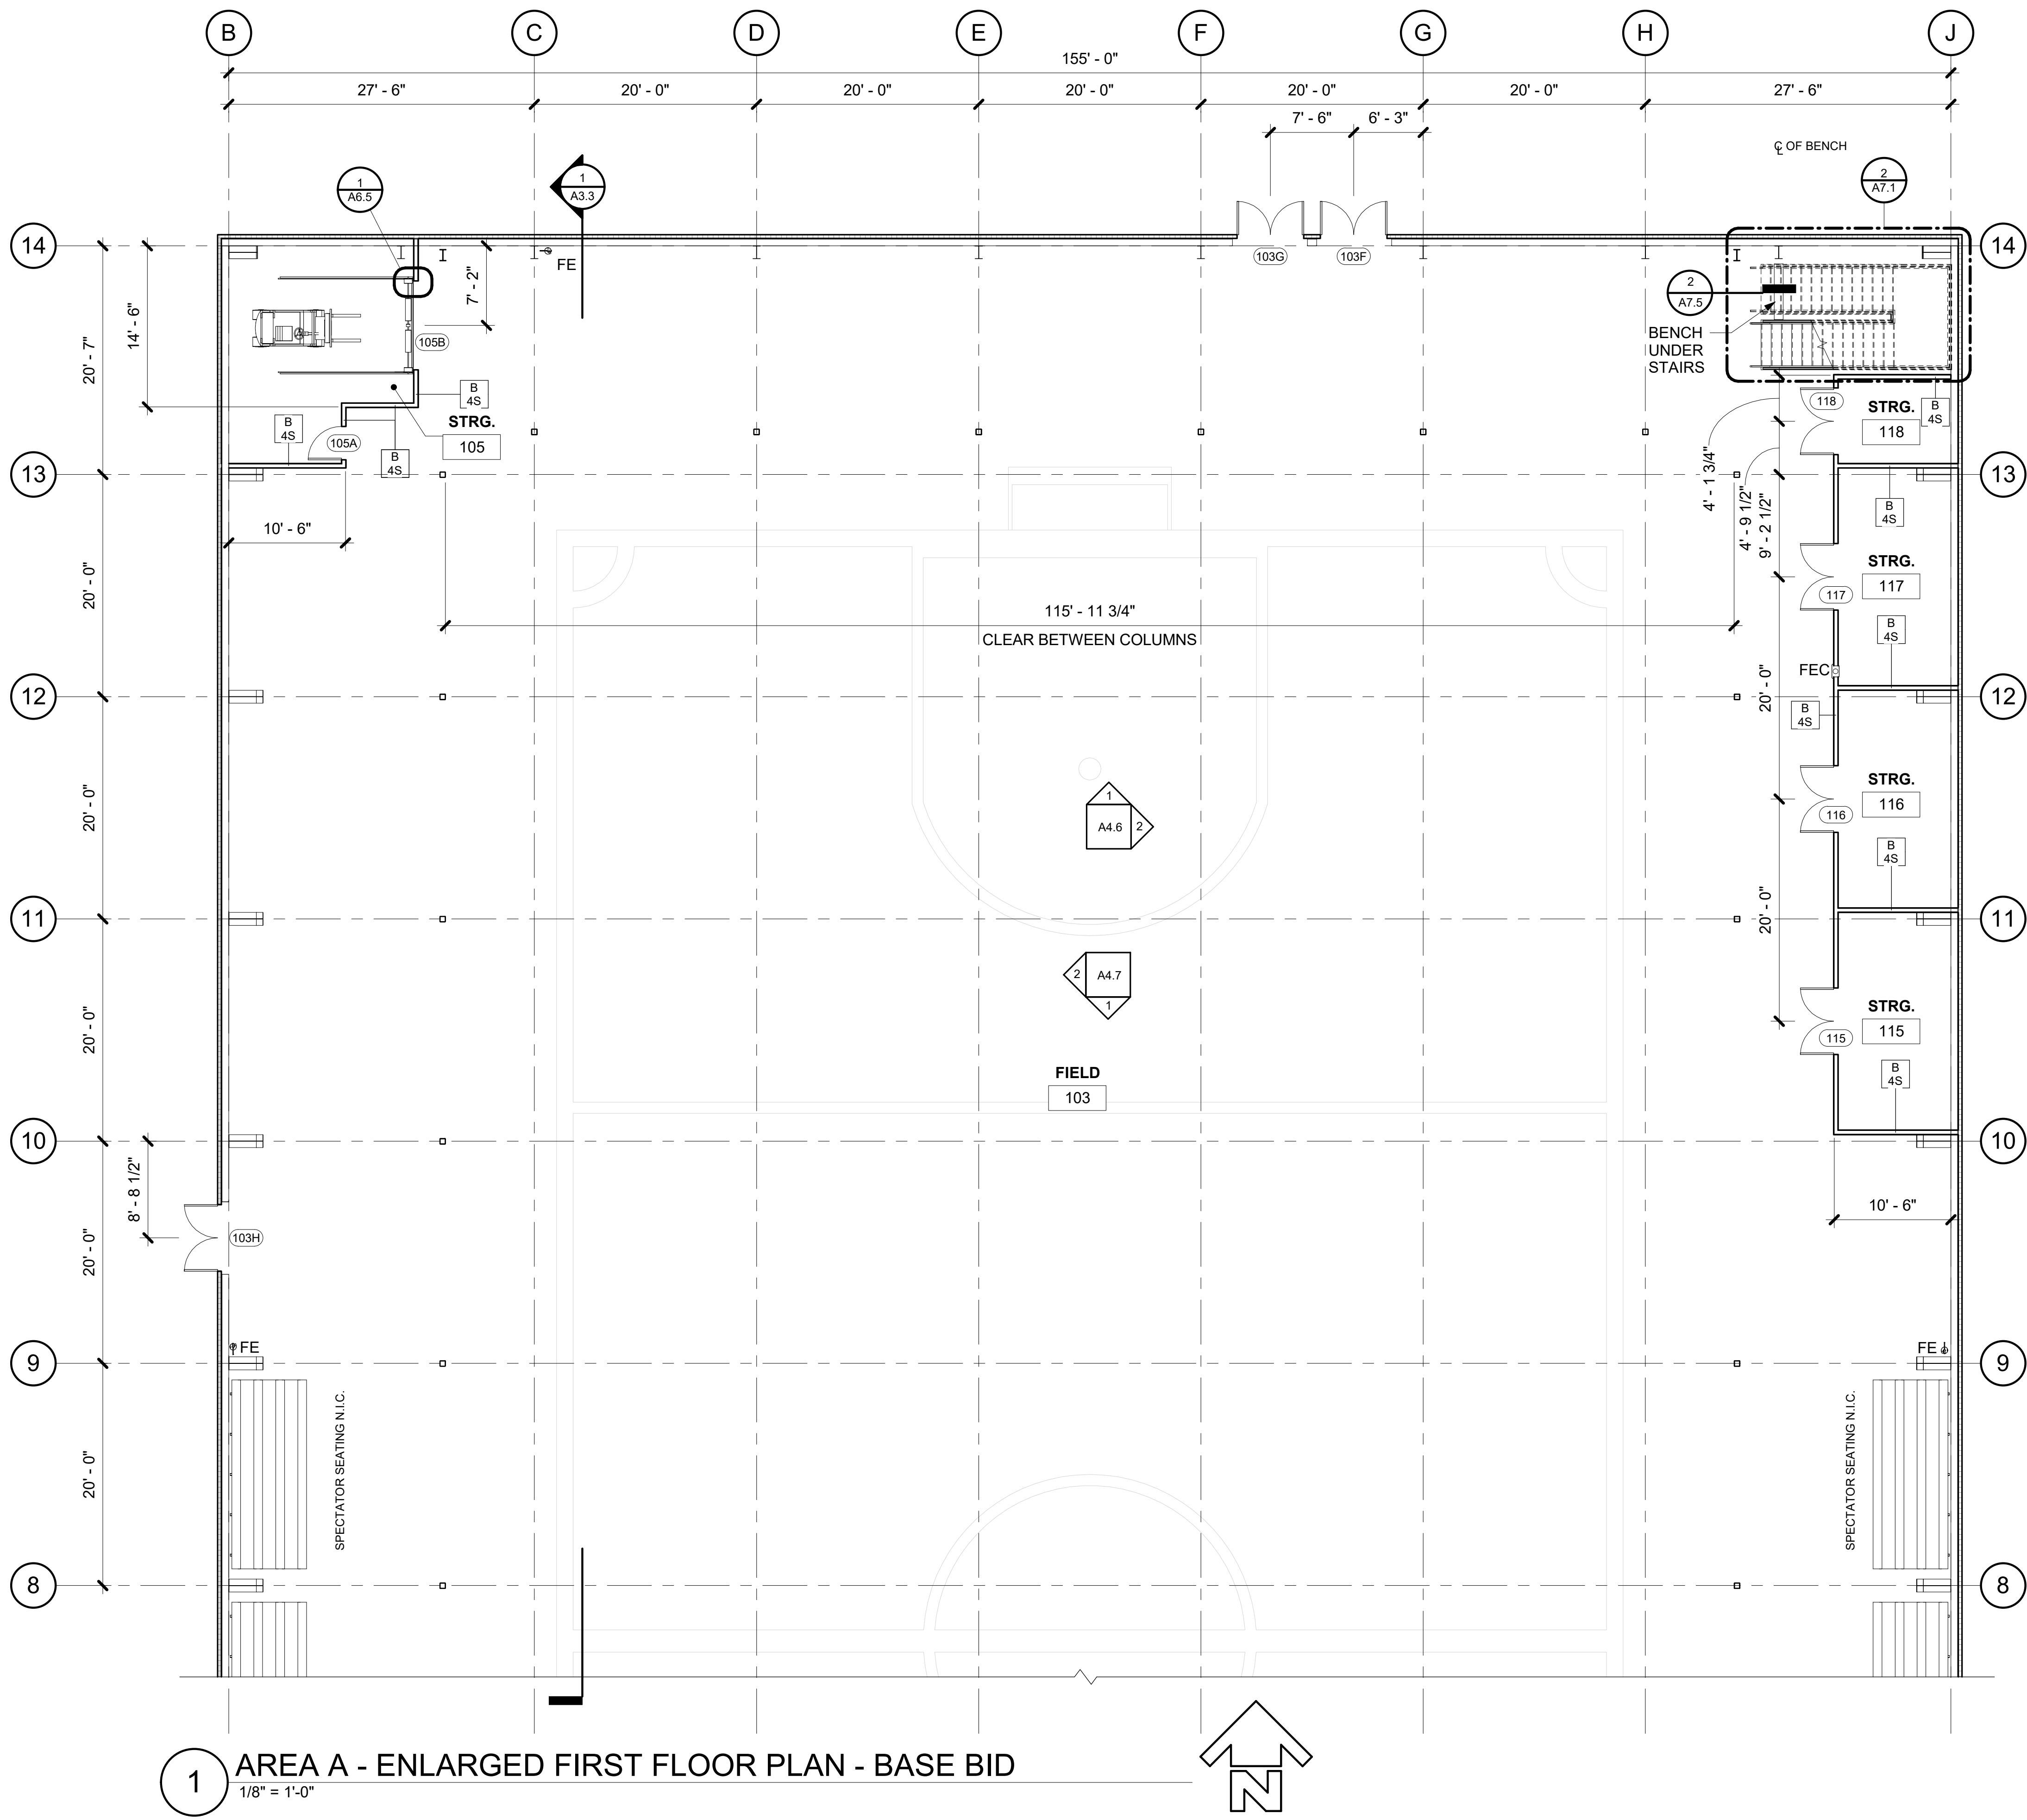 B C D E F G H J
155' - 0"
27' - 6" 20' - 0" 20' - 0" 20' - 0" 20' - 0" 20' - 0" 27' - 6"
7' - 6" 6' - 3"
℄ OF BENCH
1
A6.5
1
A3.3
2
A7.1
14
14
FE
103G
103F
7' - 2"
14' - 6"
20' - 7"
105B
2
A7.5
BENCH
UNDER
STAIRS
B
4S
STRG.
105
B
4S
105A
B
4S
118
STRG.
118
B
4S
13
13
4' - 1 3/4"
4' - 9 1/2"
9' - 2 1/2"
B
4S
10' - 6"
20' - 0"
STRG.
117
117
115' - 11 3/4"
CLEAR BETWEEN COLUMNS
B
4S
FEC
20' - 0"
12
12
B
4S
20' - 0"
STRG.
116
116
1
A4.6
2
B
4S
20' - 0"
11
11
2
A4.7
1
20' - 0"
STRG.
115
115
FIELD
103
B
4S
10
10
8' - 8 1/2"
10' - 6"
20' - 0"
103H
FE
FE
9
9
20' - 0"
SPECTATOR SEATING N.I.C.
SPECTATOR SEATING N.I.C.
8
8
1
AREA A - ENLARGED FIRST FLOOR PLAN - BASE BID
1/8" = 1'-0"
N